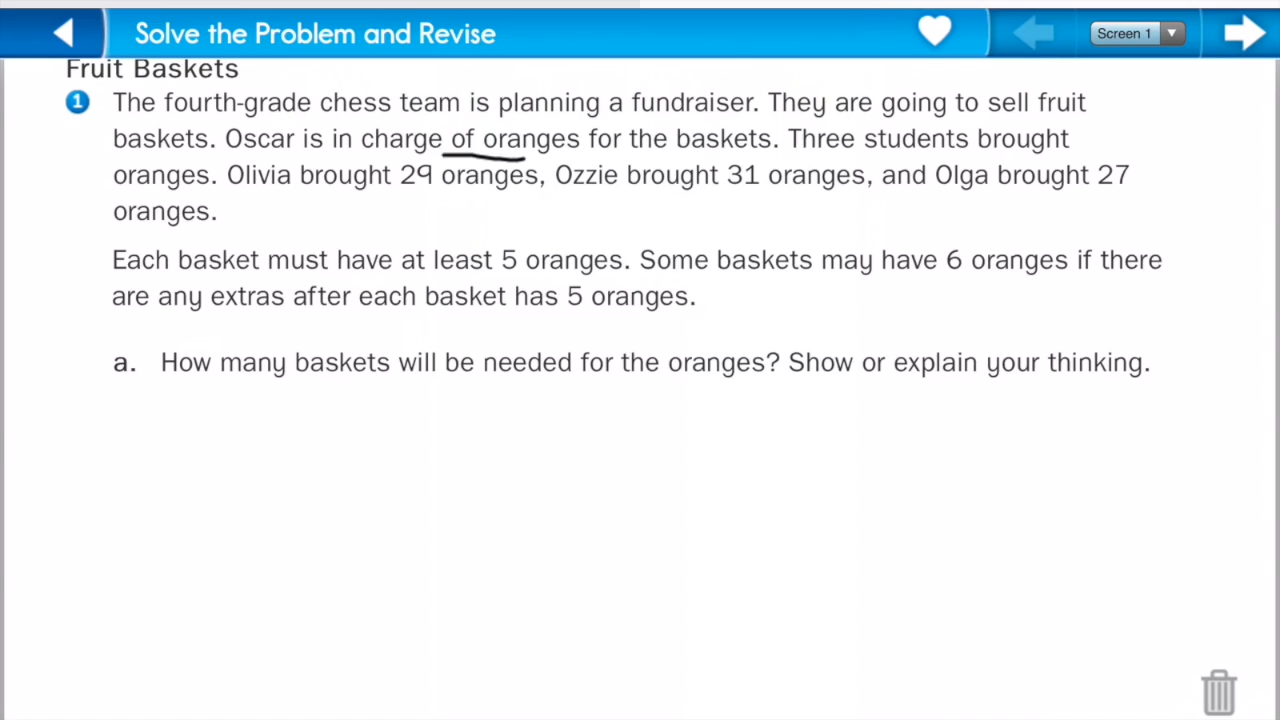 Solve the Problem and Revise
Screen 1
Fruit Baskets
1 The fourth-grade chess team is planning a fundraiser. They are going to sell fruit
baskets. Oscar is in charge of oranges for the baskets. Three students brought
oranges. Olivia brought 29 oranges, Ozzie brought 31 oranges, and Olga brought 27
oranges.
Each basket must have at least 5 oranges. Some baskets may have 6 oranges if there
are any extras after each basket has 5 oranges.
a. How many baskets will be needed for the oranges? Show or explain your thinking.